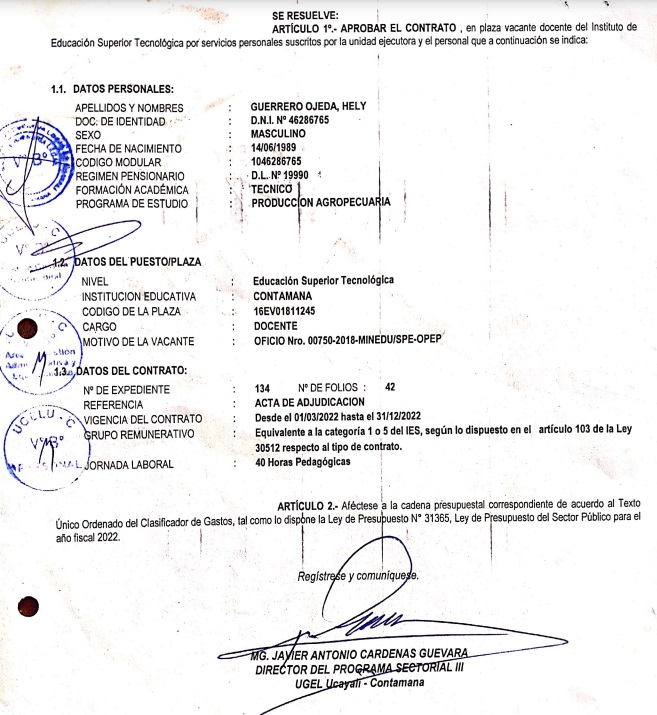 SE RESUELVE:
ARTÍCULO 1º.- APROBAR EL CONTRATO , en plaza vacante docente del Instituto de
Educación Superior Tecnológica por servicios personales suscritos por la unidad ejecutora y el personal que a continuación se indica:
1.1. DATOS PERSONALES:
APELLIDOS Y NOMBRES : GUERRERO OJEDA, HELY
DOC. DE IDENTIDAD : D.N.I. Nº 46286765
SEXO : MASCULINO
FECHA DE NACIMIENTO : 14/06/1989
CODIGO MODULAR : 1046286765
REGIMEN PENSIONARIO : D.L. Nº 19990
FORMACIÓN ACADÉMICA : TECNICO
PROGRAMA DE ESTUDIO : PRODUCCION AGROPECUARIA
1.2. DATOS DEL PUESTO/PLAZA
NIVEL : Educación Superior Tecnológica
INSTITUCION EDUCATIVA : CONTAMANA
CODIGO DE LA PLAZA : 16EV01811245
CARGO : DOCENTE
MOTIVO DE LA VACANTE : OFICIO Nro. 00750-2018-MINEDU/SPE-OPEP
1.3. DATOS DEL CONTRATO:
Nº DE EXPEDIENTE : 134 Nº DE FOLIOS : 42
REFERENCIA : ACTA DE ADJUDICACION
VIGENCIA DEL CONTRATO : Desde el 01/03/2022 hasta el 31/12/2022
GRUPO REMUNERATIVO : Equivalente a la categoría 1 o 5 del IES, según lo dispuesto en el artículo 103 de la Ley
30512 respecto al tipo de contrato.
JORNADA LABORAL : 40 Horas Pedagógicas
UCLLU - C
VºBº
ARTÍCULO 2.- Aféctese a la cadena presupuestal correspondiente de acuerdo al Texto
Único Ordenado del Clasificador de Gastos, tal como lo dispone la Ley de Presupuesto N° 31365, Ley de Presupuesto del Sector Público para el
año fiscal 2022.
Regístrese y comuníquese.
MG. JAVIER ANTONIO CARDENAS GUEVARA
DIRECTOR DEL PROGRAMA SECTORIAL III
UGEL Ucayali - Contamana